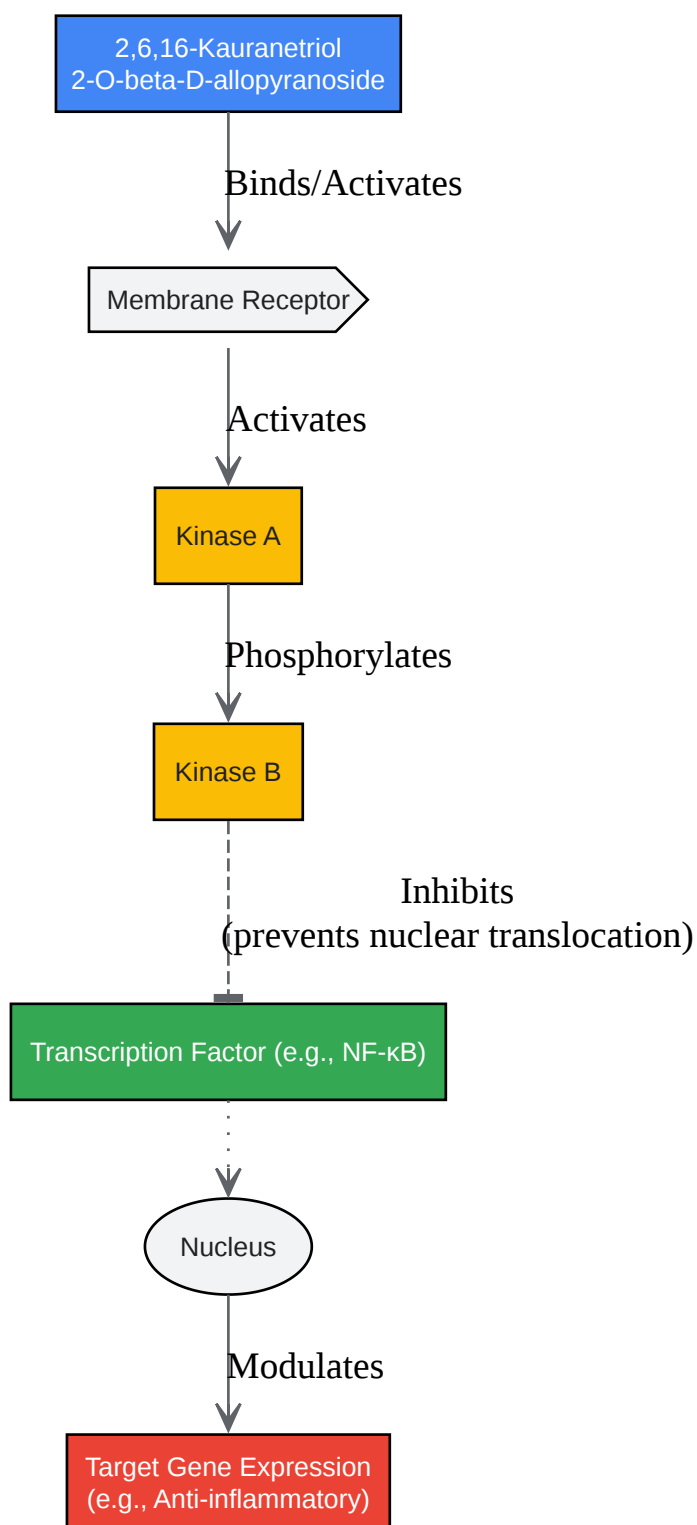 2,6,16-Kauranetriol
2-O-beta-D-allopyranoside
Binds/Activates
Membrane Receptor
Activates
Kinase A
Phosphorylates
Kinase B
Inhibits
(prevents nuclear translocation)
Transcription Factor (e.g., NF-κB)
Nucleus
Modulates
Target Gene Expression
(e.g., Anti-inflammatory)